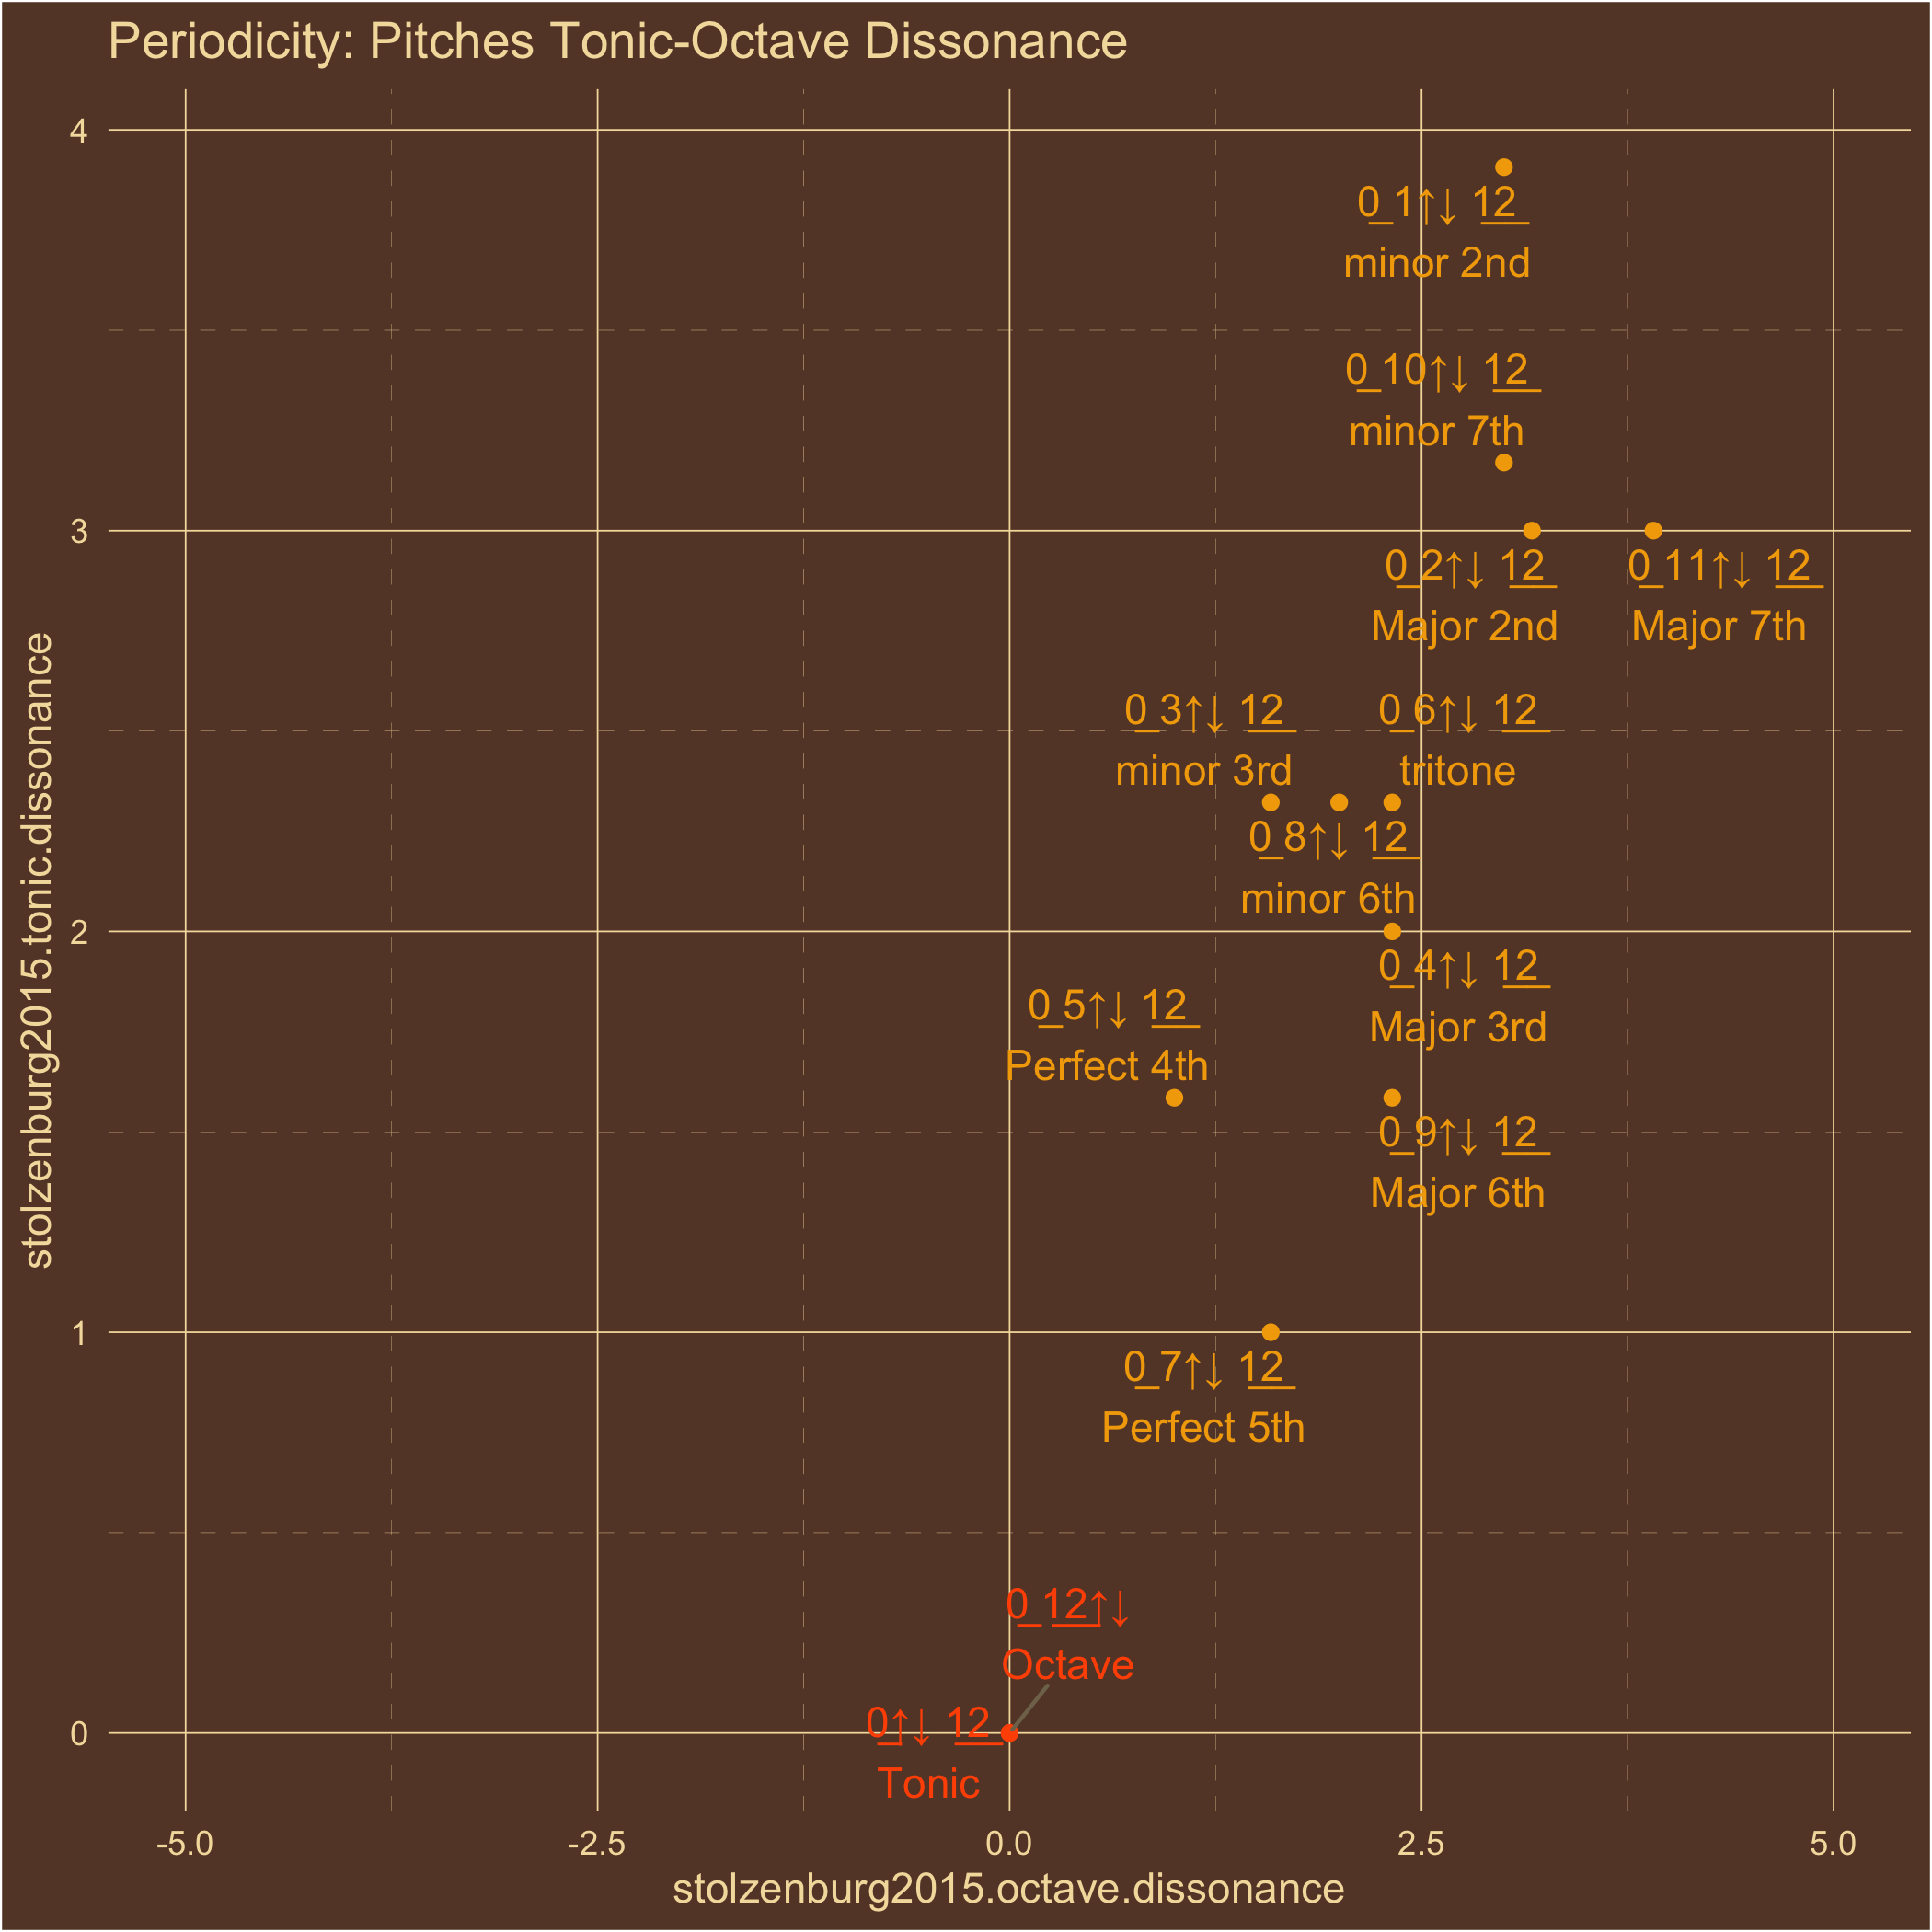 Periodicity: Pitches Tonic-Octave Dissonance
4
0 1↑↓ 12
minor 2nd
0 10↑↓ 12
minor 7th
3
0 2↑↓ 12
Major 2nd
0 11↑↓ 12
Major 7th
0 3↑↓ 12
minor 3rd
0 6↑↓ 12
tritone
0 8↑↓ 12
minor 6th
2
0 4↑↓ 12
Major 3rd
0 5↑↓ 12
Perfect 4th
0 9↑↓ 12
Major 6th
1
0 7↑↓ 12
Perfect 5th
0 12↑↓
Octave
0
0↑↓ 12
Tonic
stolzenburg2015.tonic.dissonance
-5.0 -2.5 0.0 2.5 5.0
stolzenburg2015.octave.dissonance